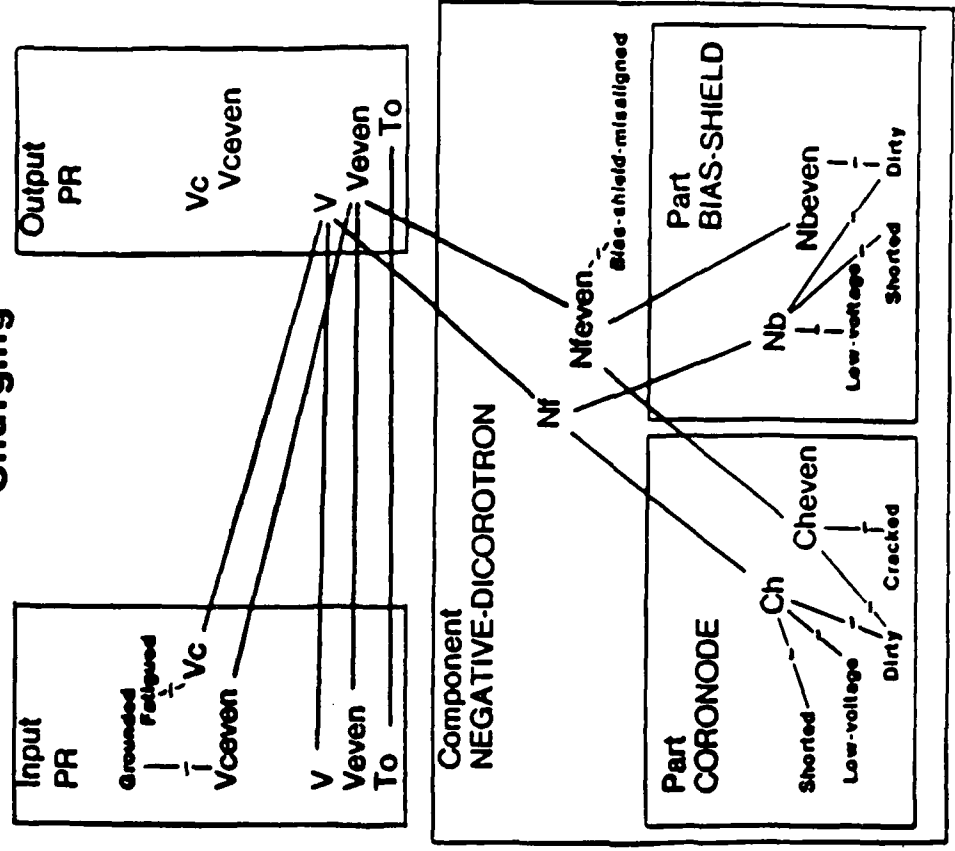 Charging
Input
PR
Grounded
Fatigued
Vc
Vceven
V
Veven
To
Output
PR
Vc
Vceven
V
Veven
To
Component
NEGATIVE-DICOROTRON
Nf
Nfeven
Bias-shield-misaligned
Part
CORONODE
Ch
Cheven
Shorted
Low-voltage
Dirty
Cracked
Part
BIAS-SHIELD
Nb
Nbeven
Low-voltage
Shorted
Dirty